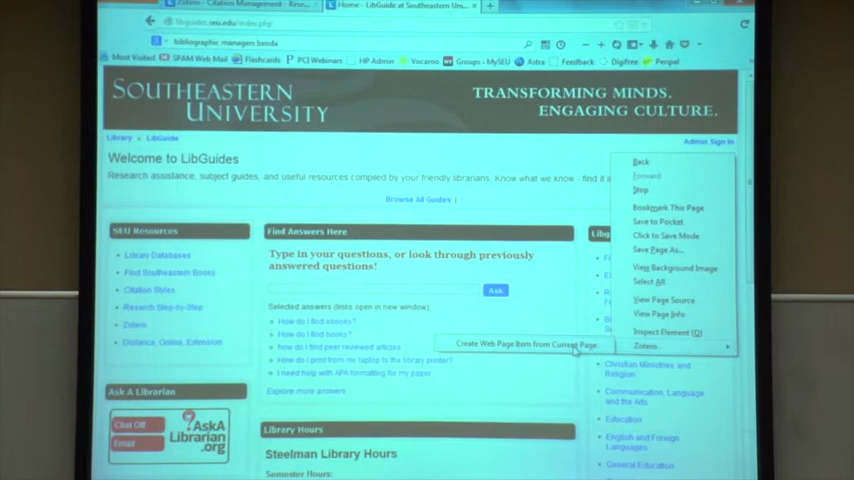 Zotero - Citation Management - Rese...
Home - LibGuide at Southeastern Uni...
libguides.seu.edu/index.php
bibliographic managers benda
Most Visited
SPAM Web Mail
Flashcards
PCI Webinars
HP Admin
Vocaroo
Groups - MySEU
Astra
Feedback
Digifree
Penpal
SOUTHEASTERN
UNIVERSITY
TRANSFORMING MINDS.
ENGAGING CULTURE.
Library
LibGuide
Admin Sign In
Welcome to LibGuides
Research assistance, subject guides, and useful resources compiled by your friendly librarians. Know what we know - find it
Browse All Guides |
SEU Resources
Library Databases
Find Southeastern Books
Citation Styles
Research Step-by-Step
Zotero
Distance, Online, Extension
Ask A Librarian
Chat Off
Email
AskA
Librarian
.org
Find Answers Here
Type in your questions, or look through previously
answered questions!
Ask
Selected answers (links open in new window)
How do I find ebooks?
How do I find books?
how do i find peer reviewed articles
How do I print from my laptop to the library printer?
I need help with APA formatting for my paper
Explore more answers
Library Hours
Steelman Library Hours
Semester Hours:
Back
Forward
Stop
Bookmark This Page
Save to Pocket
Click to Save Mode
Save Page As...
View Background Image
Select All
View Page Source
View Page Info
Inspect Element (Q)
Zotero
Create Web Page Item from Current Page
Christian Ministries and
Religion
Communication, Language
and the Arts
Education
English and Foreign
Languages
General Education